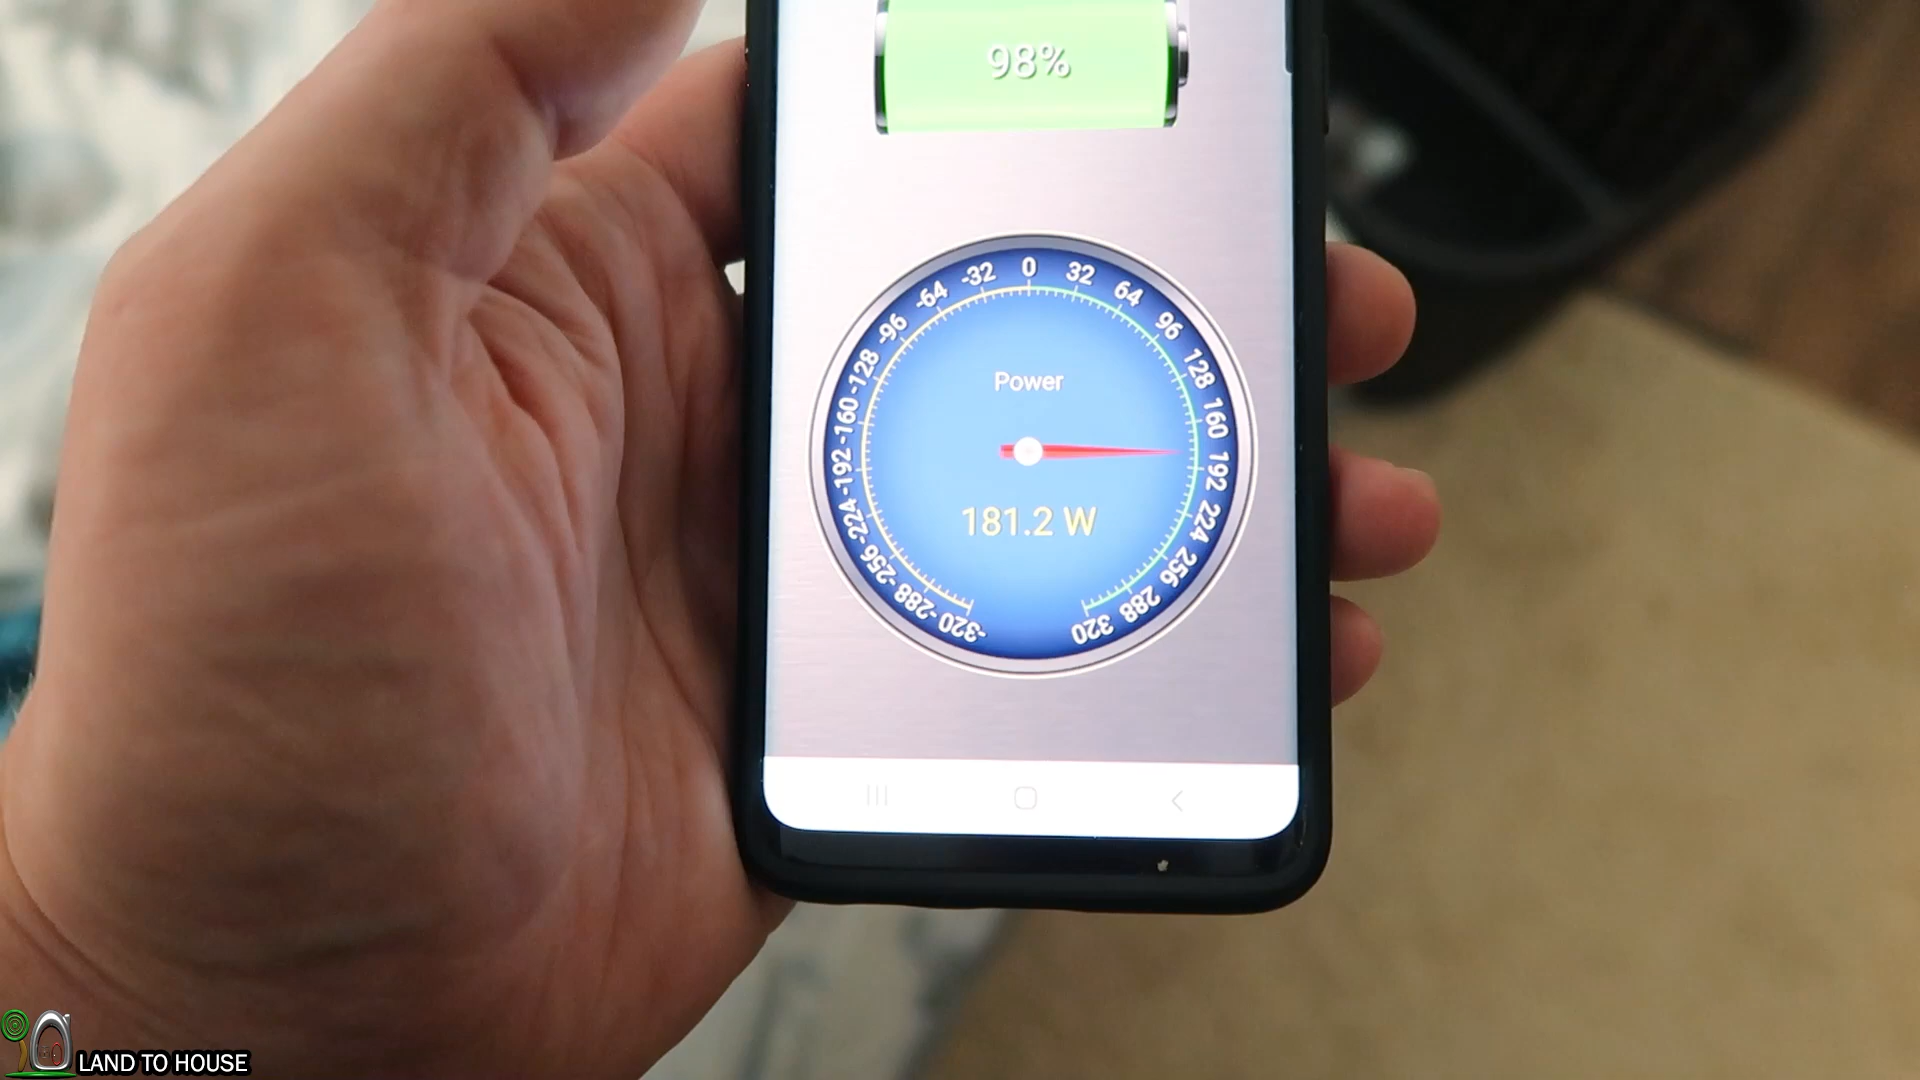 98%
-320 -288 -256 -224 -192 -160 -128 -96 -64 -32 0 32 64 96 128 160 192 224 256 288 320
Power
181.2 W
LAND TO HOUSE